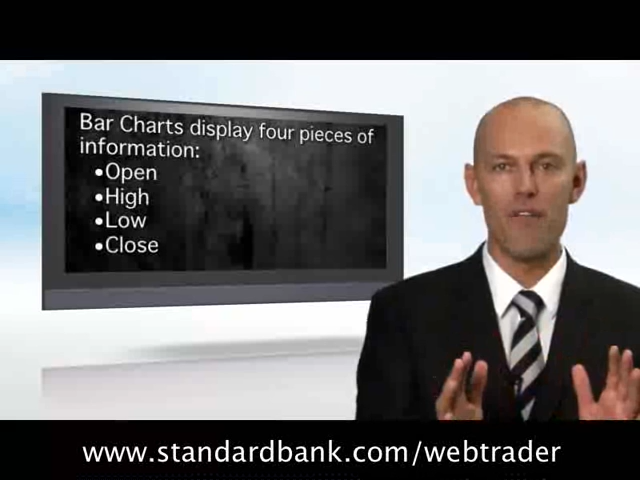 Bar Charts display four pieces of
information:
•Open
•High
•Low
•Close
www.standardbank.com/webtrader